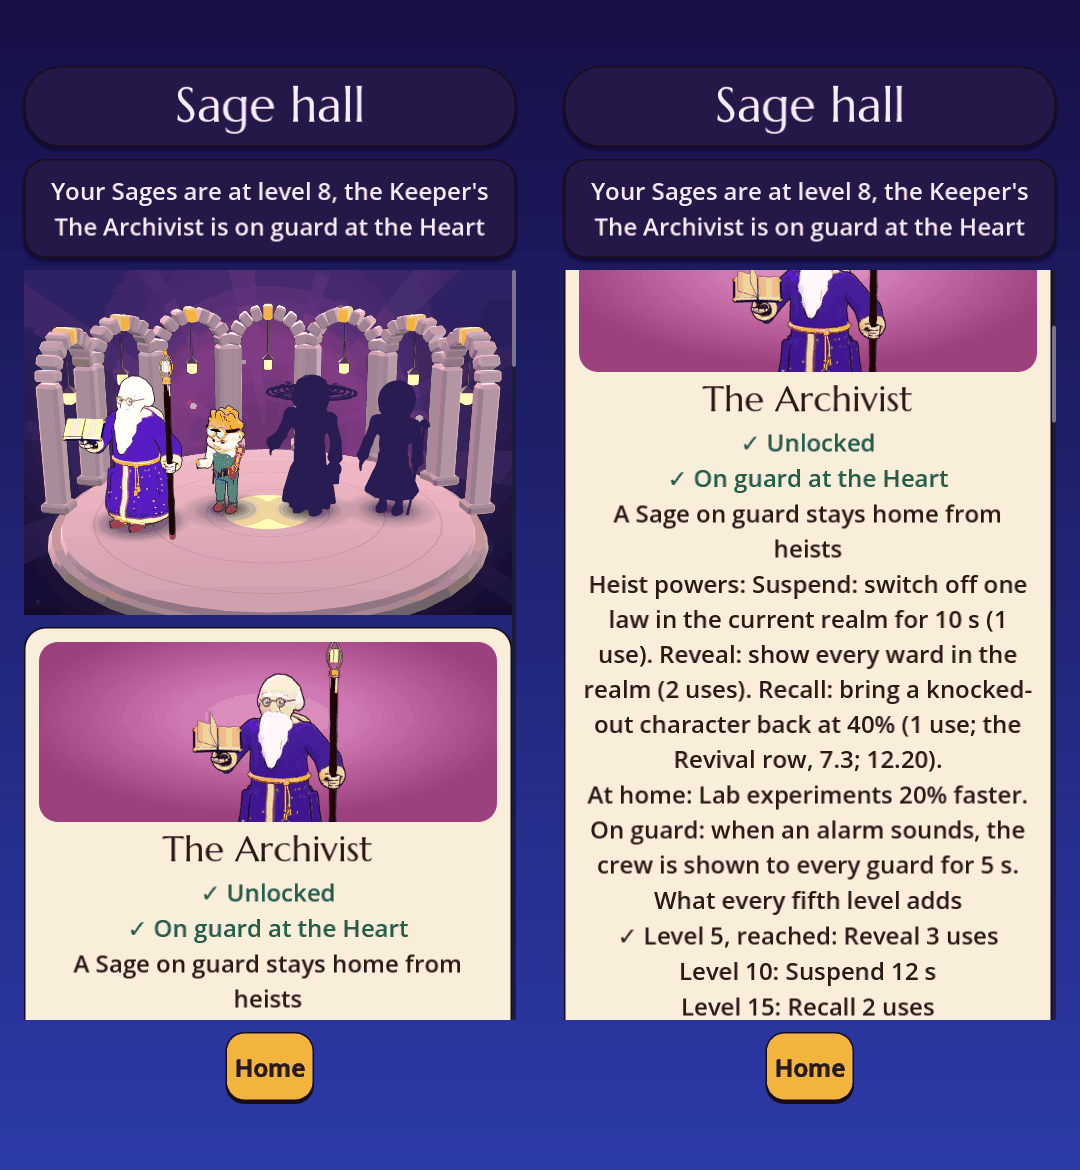 Sage hall
Your Sages are at level 8, the Keeper's
The Archivist is on guard at the Heart
The Archivist
✓ Unlocked
✓ On guard at the Heart
A Sage on guard stays home from
heists
Home
Sage hall
Your Sages are at level 8, the Keeper's
The Archivist is on guard at the Heart
The Archivist
✓ Unlocked
✓ On guard at the Heart
A Sage on guard stays home from
heists
Heist powers: Suspend: switch off one
law in the current realm for 10 s (1
use). Reveal: show every ward in the
realm (2 uses). Recall: bring a knocked-
out character back at 40% (1 use; the
Revival row, 7.3; 12.20).
At home: Lab experiments 20% faster.
On guard: when an alarm sounds, the
crew is shown to every guard for 5 s.
What every fifth level adds
✓ Level 5, reached: Reveal 3 uses
Level 10: Suspend 12 s
Level 15: Recall 2 uses
Home